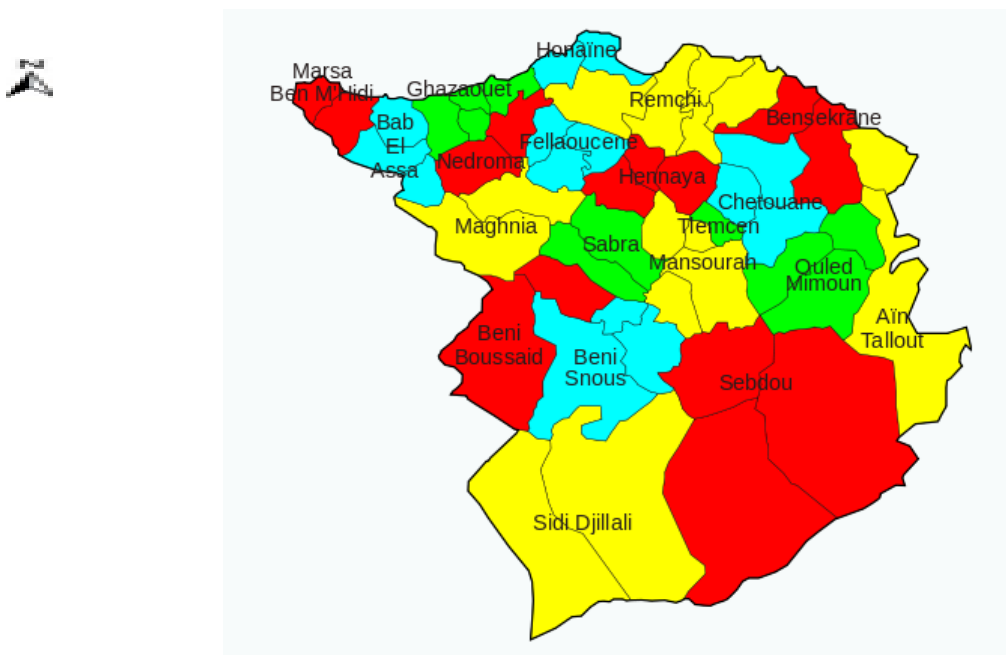 Honaïne
Marsa
Ben M'Hidi
Ghazaouet
Remchi
Bensekrane
Bab
El
Assa
Fellaoucene
Nedroma
Hennaya
Chetouane
Maghnia
Tlemcen
Sabra
Mansourah
Ouled
Mimoun
Aïn
Tallout
Beni
Boussaid
Beni
Snous
Sebdou
Sidi Djillali